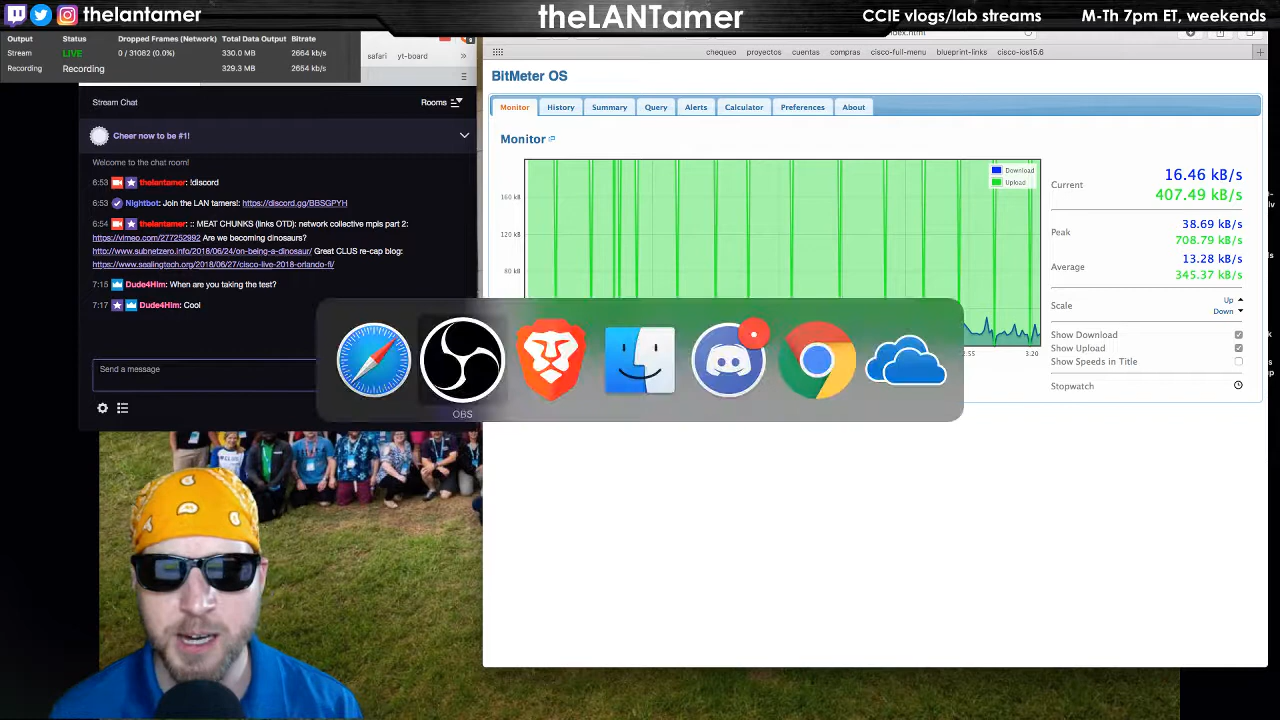 thelantamer
theLANTamer
CCIE vlogs/lab streams
M-Th 7pm ET, weekends
Output Status Dropped Frames (Network) Total Data Output Bitrate
Stream LIVE 0 / 31082 (0.0%) 330.0 MB 2664 kb/s
Recording Recording 329.3 MB 2664 kb/s
safari yt-board »
Stream Chat
Rooms
Cheer now to be #1!
Welcome to the chat room!
6:53 thelantamer: !discord
6:53 Nightbot: Join the LAN tamers!: https://discord.gg/BBSGPYH
6:54 thelantamer: :: MEAT CHUNKS (links OTD): network collective mpls part 2:
https://vimeo.com/277252992 Are we becoming dinosaurs?
http://www.subnetzero.info/2018/06/24/on-being-a-dinosaur/ Great CLUS re-cap blog:
https://www.sealingtech.org/2018/06/27/cisco-live-2018-orlando-fl/
7:15 Dude4Him: When are you taking the test?
7:17 Dude4Him: Cool
Send a message
chequeo proyectos cuentas compras cisco-full-menu blueprint-links cisco-ios15.6
BitMeter OS
Monitor History Summary Query Alerts Calculator Preferences About
Monitor
160 kB
120 kB
80 kB
Download
Upload
2:55
3:20
Current
16.46 kB/s
407.49 kB/s
Peak
38.69 kB/s
708.79 kB/s
Average
13.28 kB/s
345.37 kB/s
Scale
Up
Down
Show Download
Show Upload
Show Speeds in Title
Stopwatch
OBS